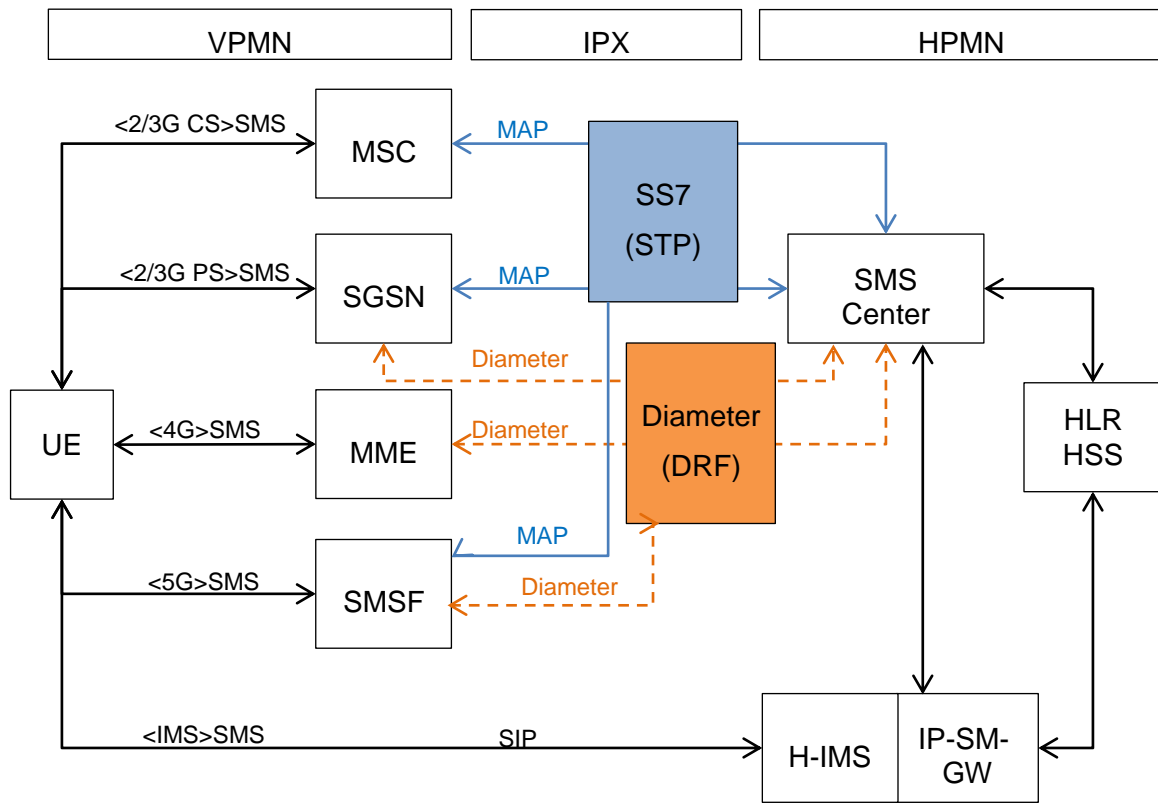 VPMN
IPX
HPMN
<2/3G CS>SMS
MSC
MAP
SS7
(STP)
<2/3G PS>SMS
SGSN
MAP
SMS
Center
Diameter
UE
<4G>SMS
MME
Diameter
Diameter
(DRF)
HLR
HSS
MAP
<5G>SMS
SMSF
Diameter
<IMS>SMS
SIP
H-IMS
IP-SM-
GW